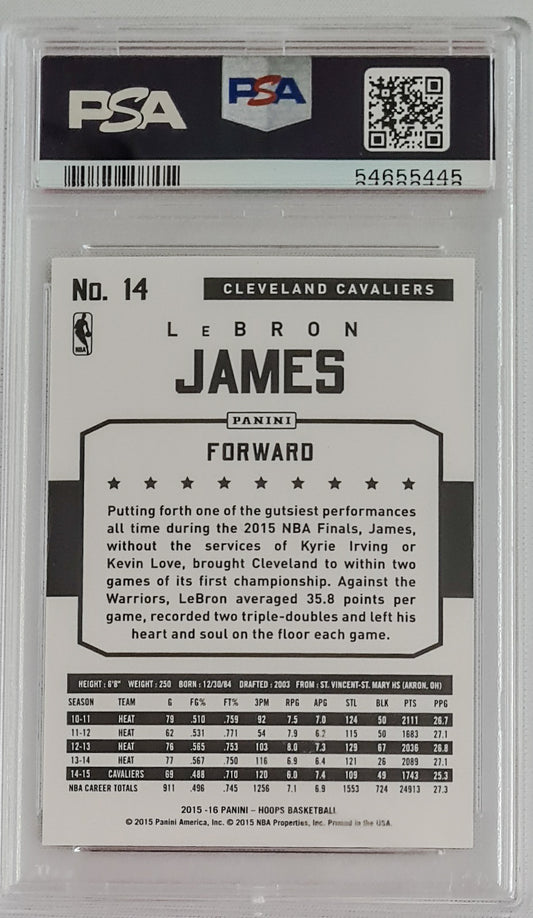 PSA
PSA
54655445
No. 14
CLEVELAND CAVALIERS
NBA
LeBRON
JAMES
PANINI
FORWARD
Putting forth one of the gutsiest performances
all time during the 2015 NBA Finals, James,
without the services of Kyrie Irving or
Kevin Love, brought Cleveland to within two
games of its first championship. Against the
Warriors, LeBron averaged 35.8 points per
game, recorded two triple-doubles and left his
heart and soul on the floor each game.
HEIGHT: 6'8" WEIGHT: 250 BORN: 12/30/84 DRAFTED: 2003 FROM: ST. VINCENT-ST. MARY HS (AKRON, OH)
SEASON TEAM G FG% FT% 3PM RPG APG STL BLK PTS PPG
10-11 HEAT 79 .510 .759 92 7.5 7.0 124 50 2111 26.7
11-12 HEAT 62 .531 .771 54 7.9 6.2 115 50 1683 27.1
12-13 HEAT 76 .565 .753 103 8.0 7.3 129 67 2036 26.8
13-14 HEAT 77 .567 .750 116 6.9 6.4 121 26 2089 27.1
14-15 CAVALIERS 69 .488 .710 120 6.0 7.4 109 49 1743 25.3
NBA CAREER TOTALS 911 .496 .745 1256 7.1 6.9 1553 724 24913 27.3
2015-16 PANINI - HOOPS BASKETBALL
© 2015 Panini America, Inc. © 2015 NBA Properties, Inc. Printed in the USA.